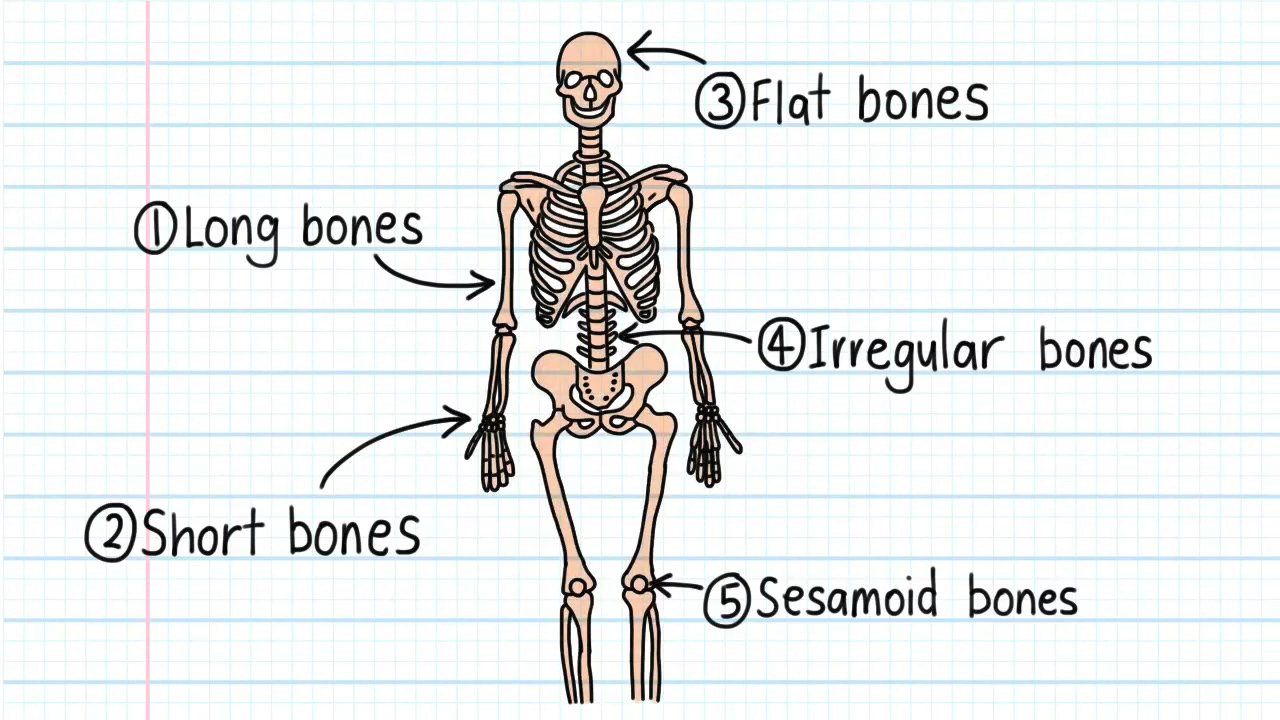 ③Flat bones
①Long bones
④Irregular bones
②Short bones
⑤Sesamoid bones